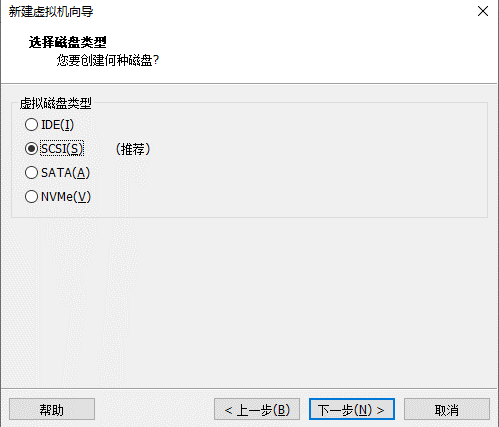 新建虚拟机向导
选择磁盘类型
您要创建何种磁盘?
虚拟磁盘类型
IDE(I)
SCSI(S) （推荐）
SATA(A)
NVMe(V)
帮助 < 上一步(B) 下一步(N) > 取消